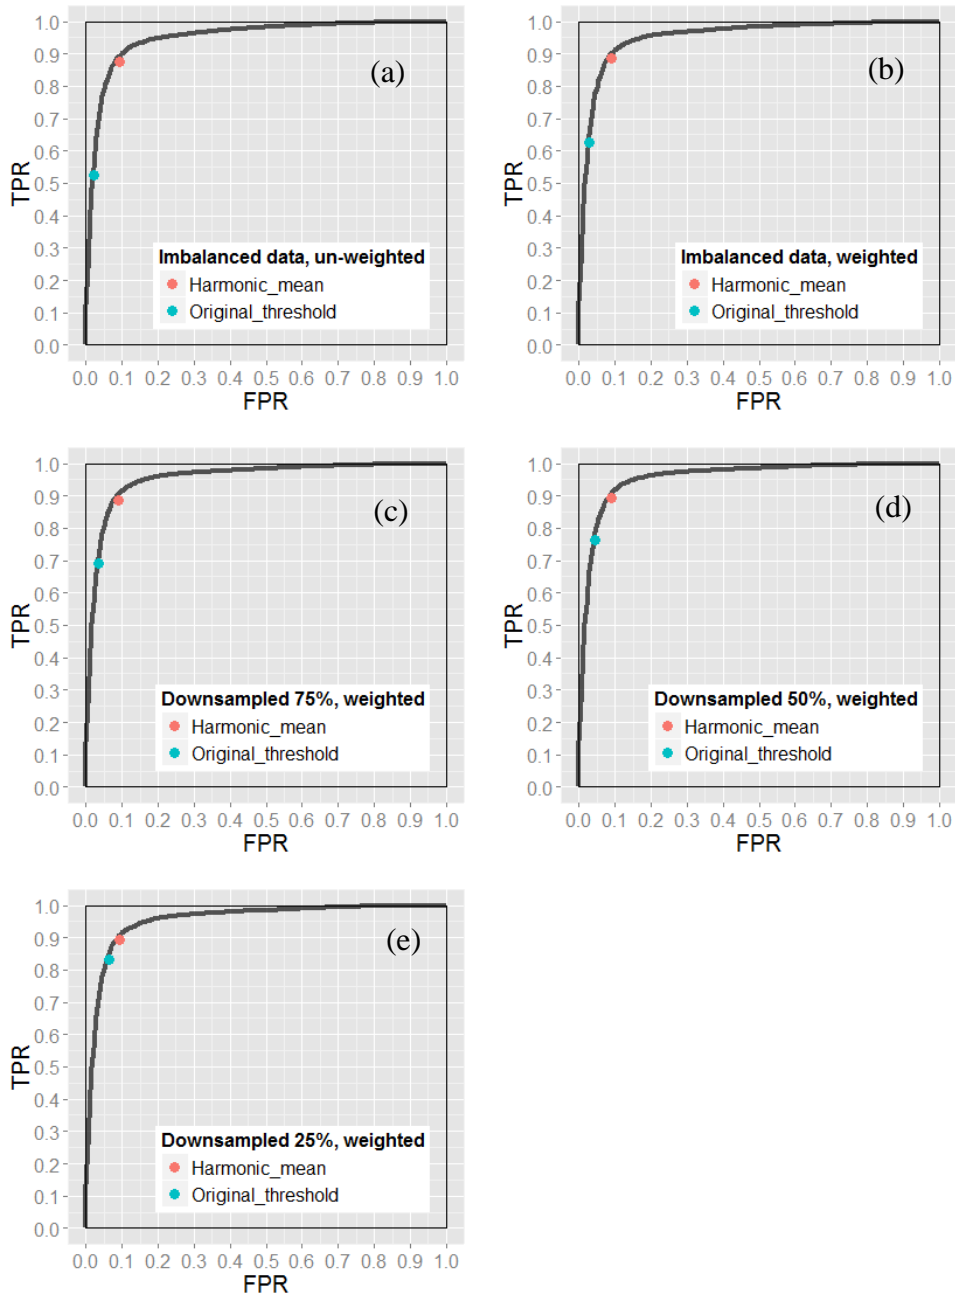 1.0
0.9
0.8
0.7
0.6
0.5
0.4
0.3
0.2
0.1
0.0
TPR
(a)
Imbalanced data, un-weighted
Harmonic_mean
Original_threshold
0.0 0.1 0.2 0.3 0.4 0.5 0.6 0.7 0.8 0.9 1.0
FPR
1.0
0.9
0.8
0.7
0.6
0.5
0.4
0.3
0.2
0.1
0.0
TPR
(b)
Imbalanced data, weighted
Harmonic_mean
Original_threshold
0.0 0.1 0.2 0.3 0.4 0.5 0.6 0.7 0.8 0.9 1.0
FPR
1.0
0.9
0.8
0.7
0.6
0.5
0.4
0.3
0.2
0.1
0.0
TPR
(c)
Downsampled 75%, weighted
Harmonic_mean
Original_threshold
0.0 0.1 0.2 0.3 0.4 0.5 0.6 0.7 0.8 0.9 1.0
FPR
1.0
0.9
0.8
0.7
0.6
0.5
0.4
0.3
0.2
0.1
0.0
TPR
(d)
Downsampled 50%, weighted
Harmonic_mean
Original_threshold
0.0 0.1 0.2 0.3 0.4 0.5 0.6 0.7 0.8 0.9 1.0
FPR
1.0
0.9
0.8
0.7
0.6
0.5
0.4
0.3
0.2
0.1
0.0
TPR
(e)
Downsampled 25%, weighted
Harmonic_mean
Original_threshold
0.0 0.1 0.2 0.3 0.4 0.5 0.6 0.7 0.8 0.9 1.0
FPR